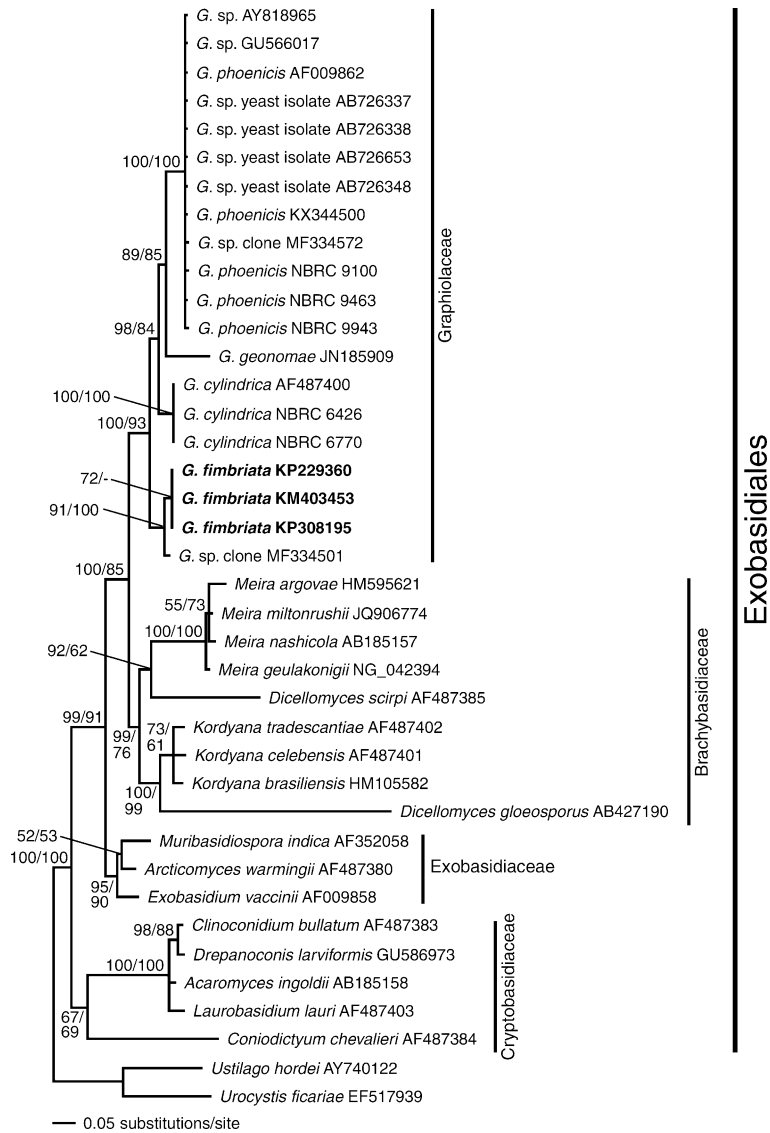 G. sp. AY818965
G. sp. GU566017
G. phoenicis AF009862
G. sp. yeast isolate AB726337
G. sp. yeast isolate AB726338
G. sp. yeast isolate AB726653
100/100
G. sp. yeast isolate AB726348
G. phoenicis KX344500
G. sp. clone MF334572
89/85
G. phoenicis NBRC 9100
G. phoenicis NBRC 9463
98/84
G. phoenicis NBRC 9943
G. geonomae JN185909
G. cylindrica AF487400
100/100
G. cylindrica NBRC 6426
100/93
G. cylindrica NBRC 6770
G. fimbriata KP229360
72/-
G. fimbriata KM403453
91/100
G. fimbriata KP308195
G. sp. clone MF334501
Graphiolaceae
100/85
Meira argovae HM595621
55/73
Meira miltonrushii JQ906774
100/100
Meira nashicola AB185157
92/62
Meira geulakonigii NG_042394
Dicellomyces scirpi AF487385
99/91
Kordyana tradescantiae AF487402
99/
76
73/
61
Kordyana celebensis AF487401
Kordyana brasiliensis HM105582
100/
99
Dicellomyces gloeosporus AB427190
Brachybasidiaceae
52/53
Muribasidiospora indica AF352058
100/100
Arcticomyces warmingii AF487380
95/
90
Exobasidium vaccinii AF009858
Exobasidiaceae
98/88
Clinoconidium bullatum AF487383
Drepanoconis larviformis GU586973
100/100
Acaromyces ingoldii AB185158
Laurobasidium lauri AF487403
67/
69
Coniodictyum chevalieri AF487384
Cryptobasidiaceae
Exobasidiales
Ustilago hordei AY740122
Urocystis ficariae EF517939
0.05 substitutions/site